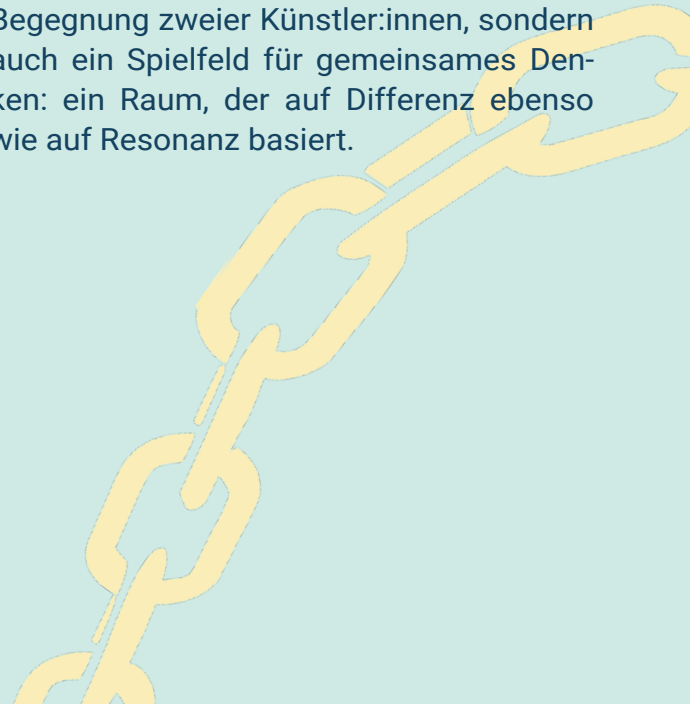 Begegnung zweier Künstler:innen, sondern
auch ein Spielfeld für gemeinsames Den-
ken: ein Raum, der auf Differenz ebenso
wie auf Resonanz basiert.